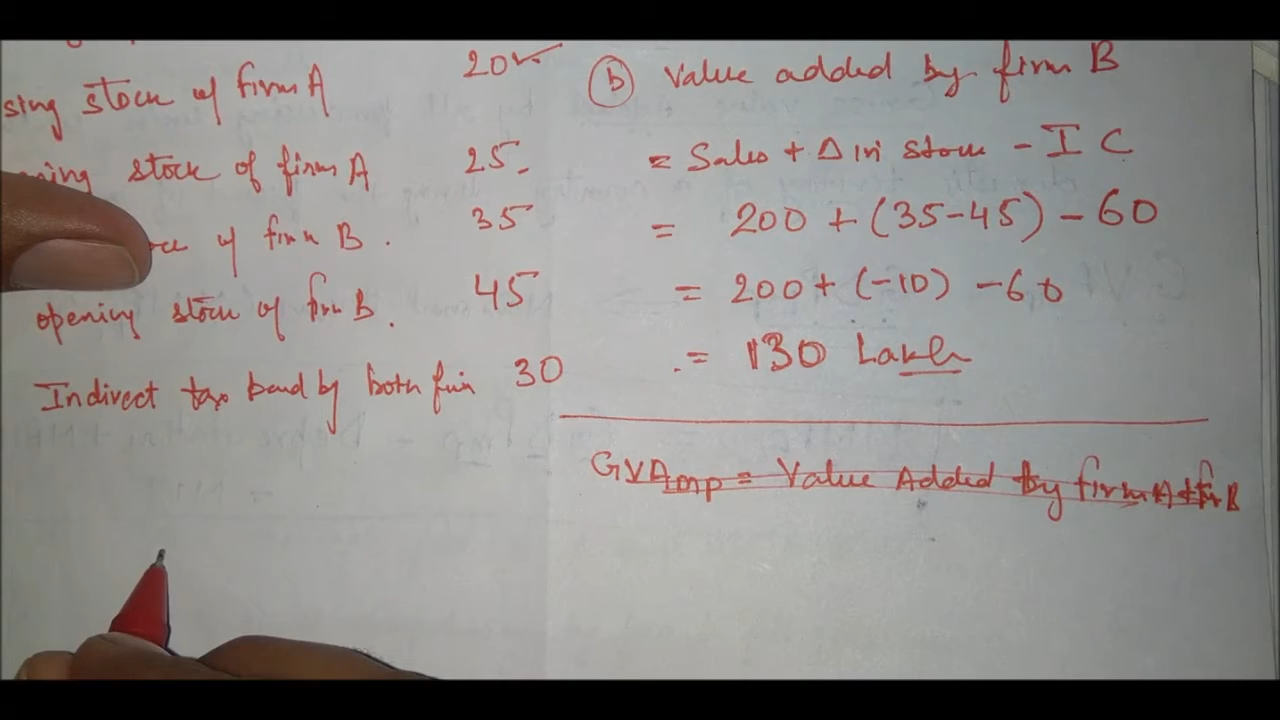 sing stock of firm A 20 ✓
ning stock of firm A 25
of firm B. 35
opening stock of firm B. 45
Indirect tax by both firm 30
(b) Value added by firm B
= Sales + Δ in stock - I C
= 200 + (35-45) - 60
= 200 + (-10) - 60
= 130 Lakh
GVAmp = Value Added by firm A + B